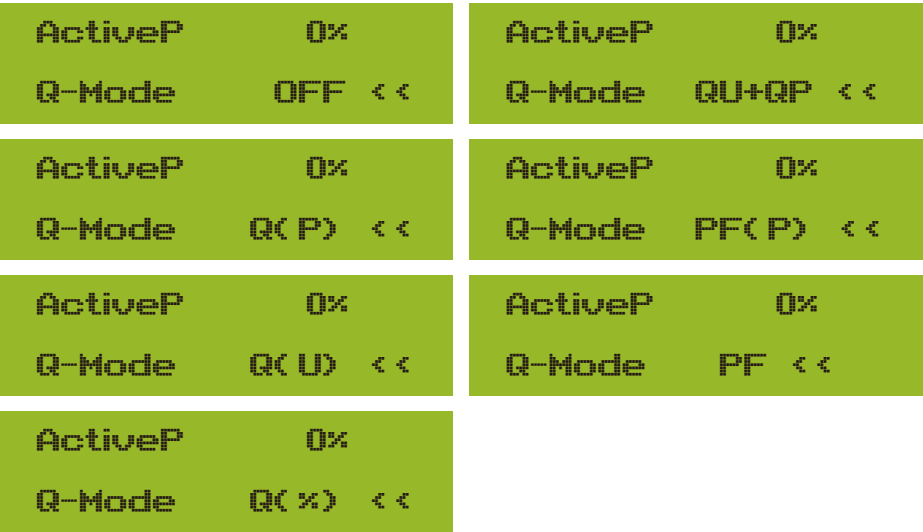 ActiveP 0%
Q-Mode OFF <<
ActiveP 0%
Q-Mode QU+QP <<
ActiveP 0%
Q-Mode Q(P) <<
ActiveP 0%
Q-Mode PF(P) <<
ActiveP 0%
Q-Mode Q(U) <<
ActiveP 0%
Q-Mode PF <<
ActiveP 0%
Q-Mode Q(%) <<